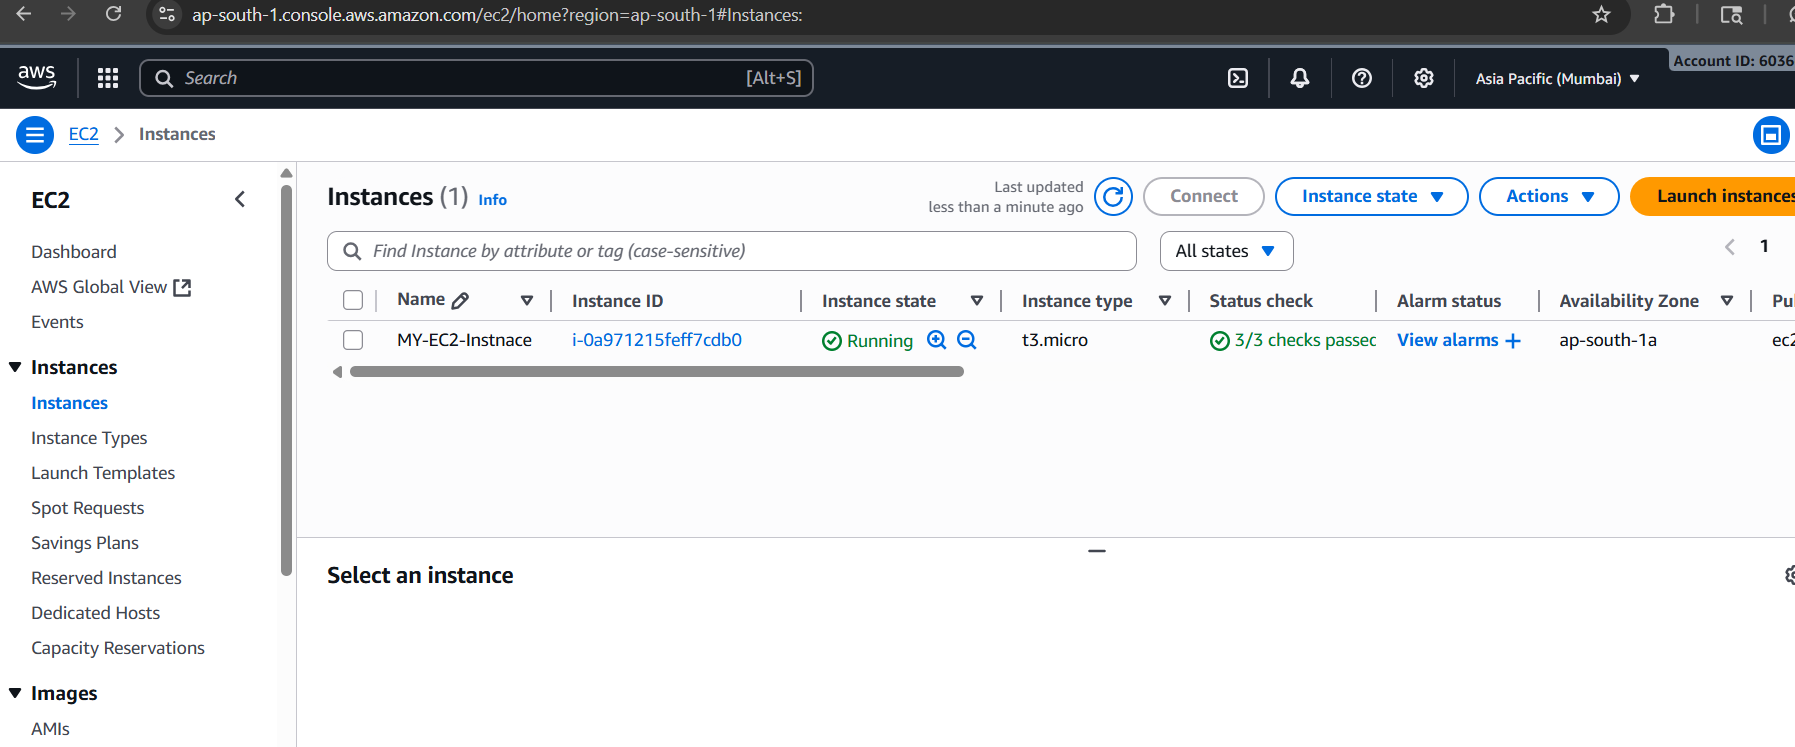 ap-south-1.console.aws.amazon.com/ec2/home?region=ap-south-1#Instances:
aws
Search [Alt+S]
Asia Pacific (Mumbai)
Account ID: 6036
EC2 Instances
EC2
Dashboard
AWS Global View
Events
Instances
Instances
Instance Types
Launch Templates
Spot Requests
Savings Plans
Reserved Instances
Dedicated Hosts
Capacity Reservations
Images
AMIs
Instances (1) Info
Last updated
less than a minute ago
Connect
Instance state
Actions
Launch instances
Find Instance by attribute or tag (case-sensitive)
All states
1
Name Instance ID Instance state Instance type Status check Alarm status Availability Zone Pu
MY-EC2-Instnace i-0a971215feff7cdb0 Running t3.micro 3/3 checks passed View alarms + ap-south-1a ec2
Select an instance